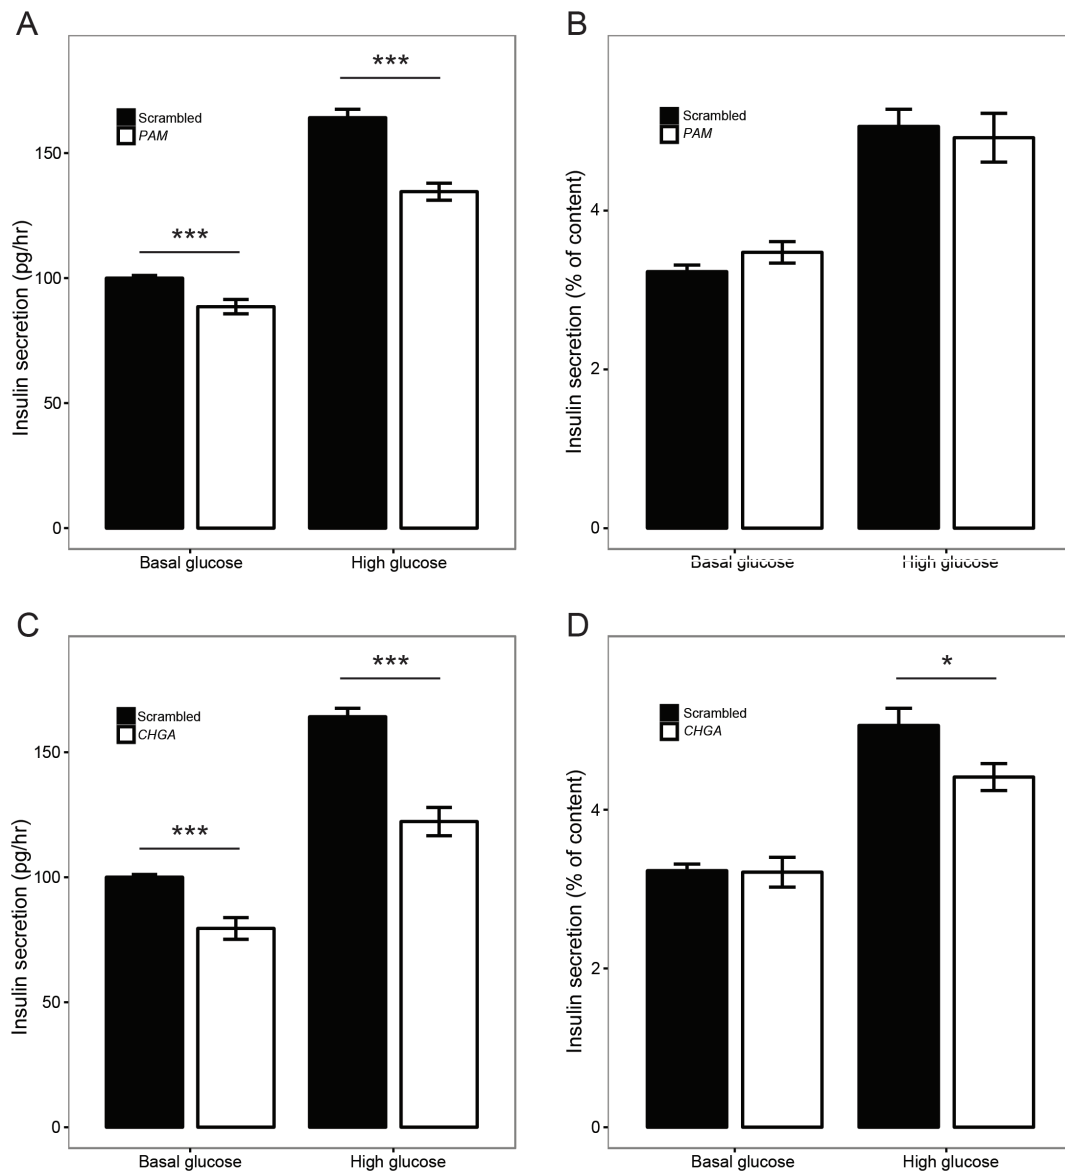 A
***
Scrambled
PAM
***
150
100
50
0
Insulin secretion (pg/hr)
Basal glucose
High glucose
B
Scrambled
PAM
4
2
0
Insulin secretion (% of content)
Basal glucose
High glucose
C
***
Scrambled
CHGA
***
150
100
50
0
Insulin secretion (pg/hr)
Basal glucose
High glucose
D
*
Scrambled
CHGA
4
2
0
Insulin secretion (% of content)
Basal glucose
High glucose